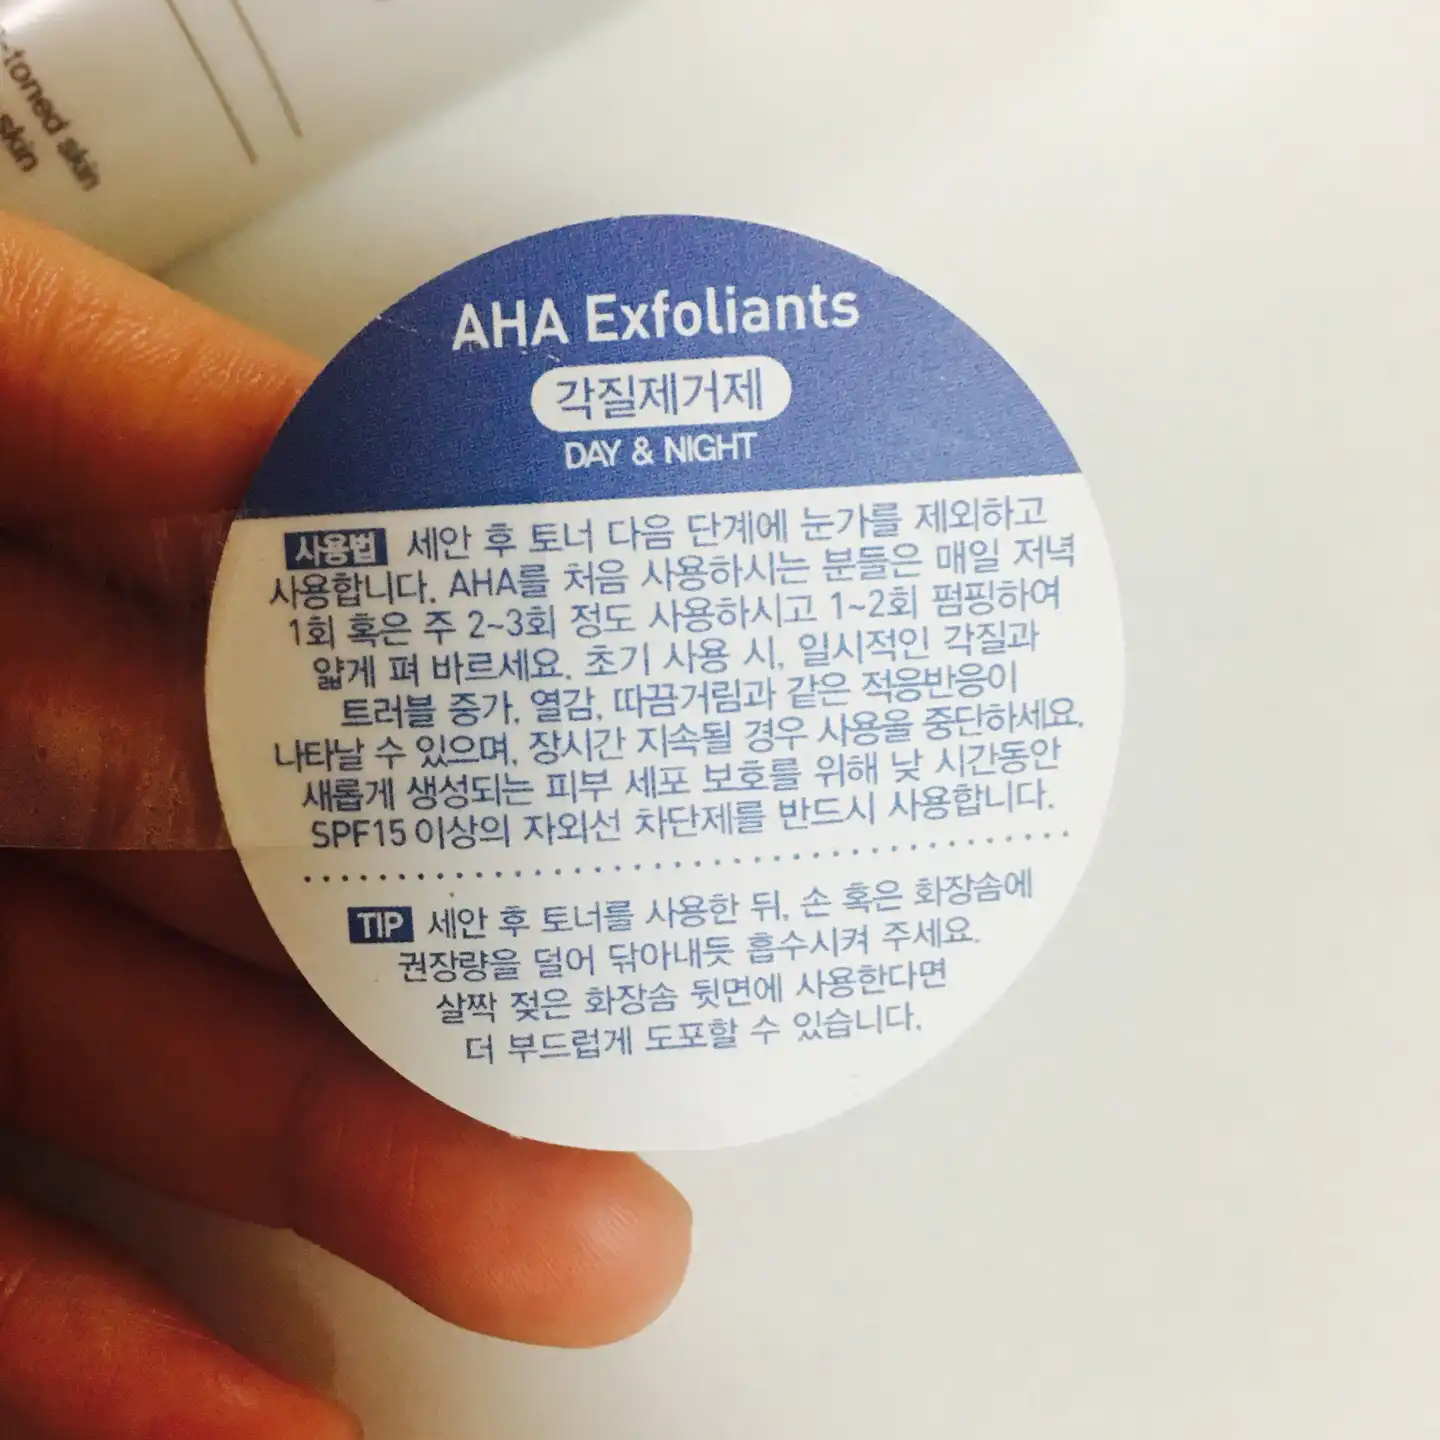 -toned skin
skin
AHA Exfoliants
각질제거제
DAY & NIGHT
사용법 세안 후 토너 다음 단계에 눈가를 제외하고
사용합니다. AHA를 처음 사용하시는 분들은 매일 저녁
1회 혹은 주 2~3회 정도 사용하시고 1~2회 펌핑하여
얇게 펴 바르세요. 초기 사용 시, 일시적인 각질과
트러블 증가, 열감, 따끔거림과 같은 적응반응이
나타날 수 있으며, 장시간 지속될 경우 사용을 중단하세요.
새롭게 생성되는 피부 세포 보호를 위해 낮 시간동안
SPF15 이상의 자외선 차단제를 반드시 사용합니다.
TIP 세안 후 토너를 사용한 뒤, 손 혹은 화장솜에
권장량을 덜어 닦아내듯 흡수시켜 주세요.
살짝 젖은 화장솜 뒷면에 사용한다면
더 부드럽게 도포할 수 있습니다.